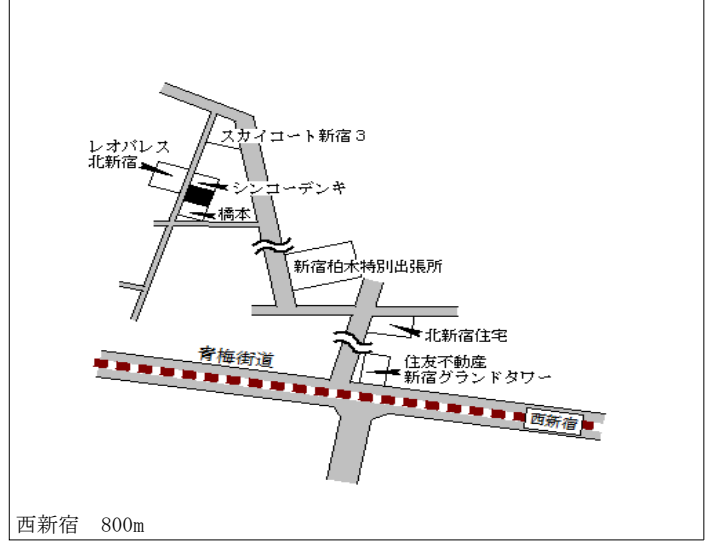 スカイコート新宿３
レオパレス
北新宿
シンコーデンキ
橋本
新宿柏木特別出張所
北新宿住宅
青梅街道
住友不動産
新宿グランドタワー
西新宿
西新宿　800m